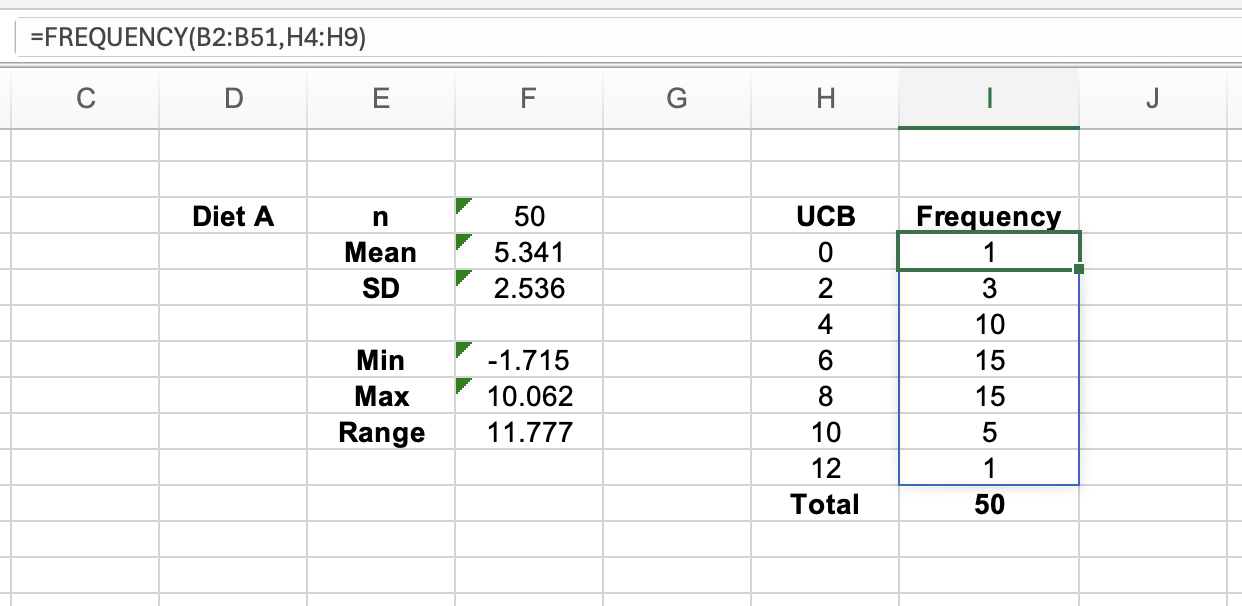 =FREQUENCY(B2:B51,H4:H9)
C D E F G H I J
Diet A n 50 UCB Frequency
Mean 5.341 0 1
SD 2.536 2 3
4 10
Min -1.715 6 15
Max 10.062 8 15
Range 11.777 10 5
12 1
Total 50